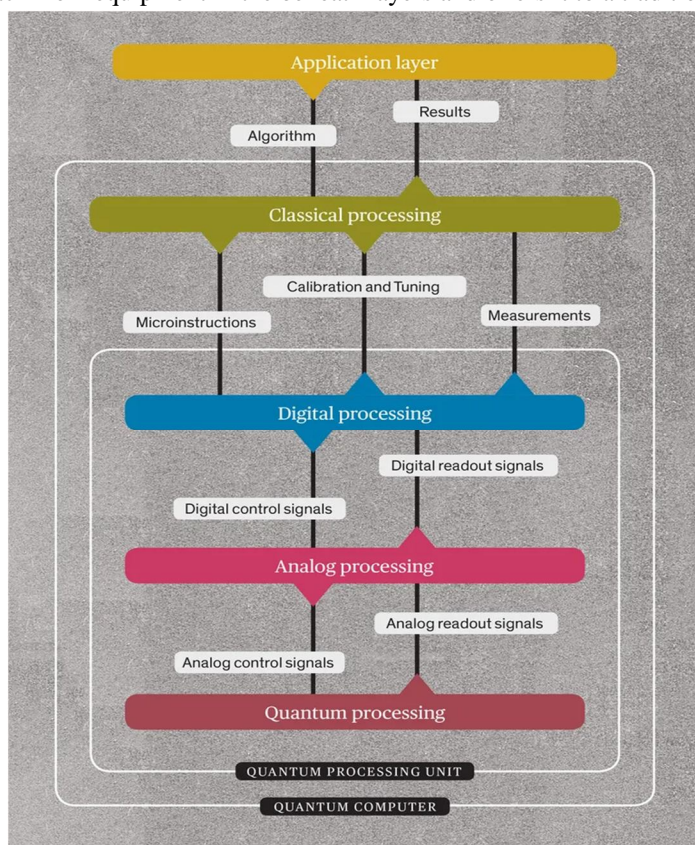 Application layer
Results
Algorithm
Classical processing
Calibration and Tuning
Microinstructions
Measurements
Digital processing
Digital readout signals
Digital control signals
Analog processing
Analog readout signals
Analog control signals
Quantum processing
QUANTUM PROCESSING UNIT
QUANTUM COMPUTER